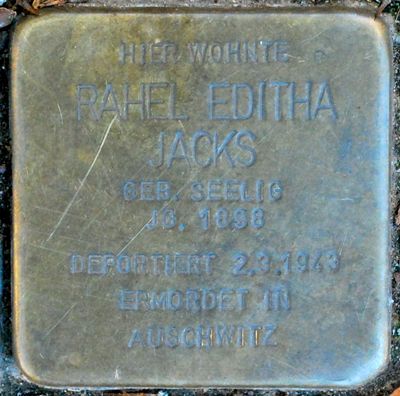 HIER WOHNTE
RAHEL EDITHA
JACKS
GEB. SEELIG
JG. 1898
DEPORTIERT 2.3.1943
ERMORDET IN
AUSCHWITZ